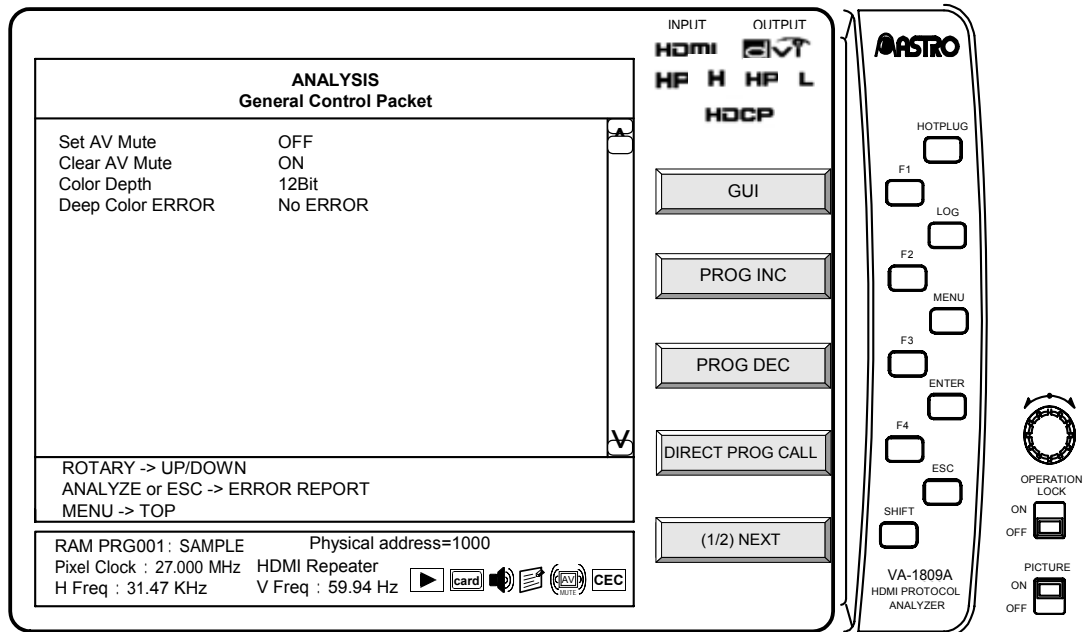 ANALYSIS
General Control Packet
Set AV Mute OFF
Clear AV Mute ON
Color Depth 12Bit
Deep Color ERROR No ERROR
ROTARY -> UP/DOWN
ANALYZE or ESC -> ERROR REPORT
MENU -> TOP
RAM PRG001: SAMPLE Physical address=1000
Pixel Clock : 27.000 MHz HDMI Repeater
H Freq : 31.47 KHz V Freq : 59.94 Hz
card
AV
MUTE
CEC
INPUT OUTPUT
HDMI DVI
HP H HP L
HDCP
GUI
PROG INC
PROG DEC
DIRECT PROG CALL
(1/2) NEXT
ASTRO
HOTPLUG
F1
LOG
F2
MENU
F3
ENTER
F4
ESC
SHIFT
VA-1809A
HDMI PROTOCOL
ANALYZER
OPERATION
LOCK
ON
OFF
PICTURE
ON
OFF